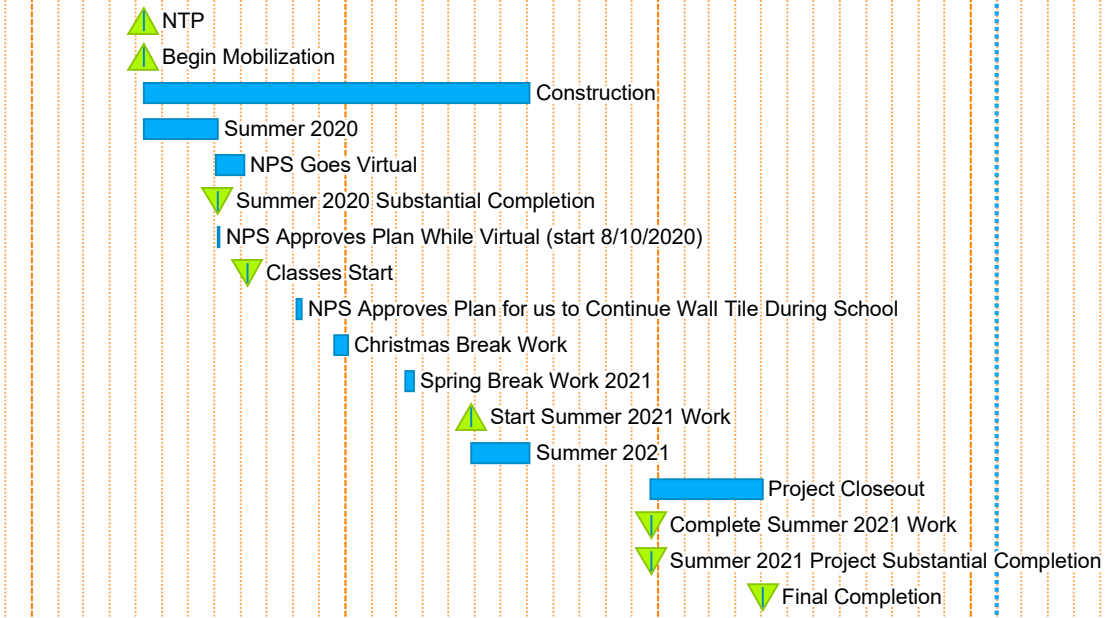 NTP
Begin Mobilization
Construction
Summer 2020
NPS Goes Virtual
Summer 2020 Substantial Completion
NPS Approves Plan While Virtual (start 8/10/2020)
Classes Start
NPS Approves Plan for us to Continue Wall Tile During School
Christmas Break Work
Spring Break Work 2021
Start Summer 2021 Work
Summer 2021
Project Closeout
Complete Summer 2021 Work
Summer 2021 Project Substantial Completion
Final Completion